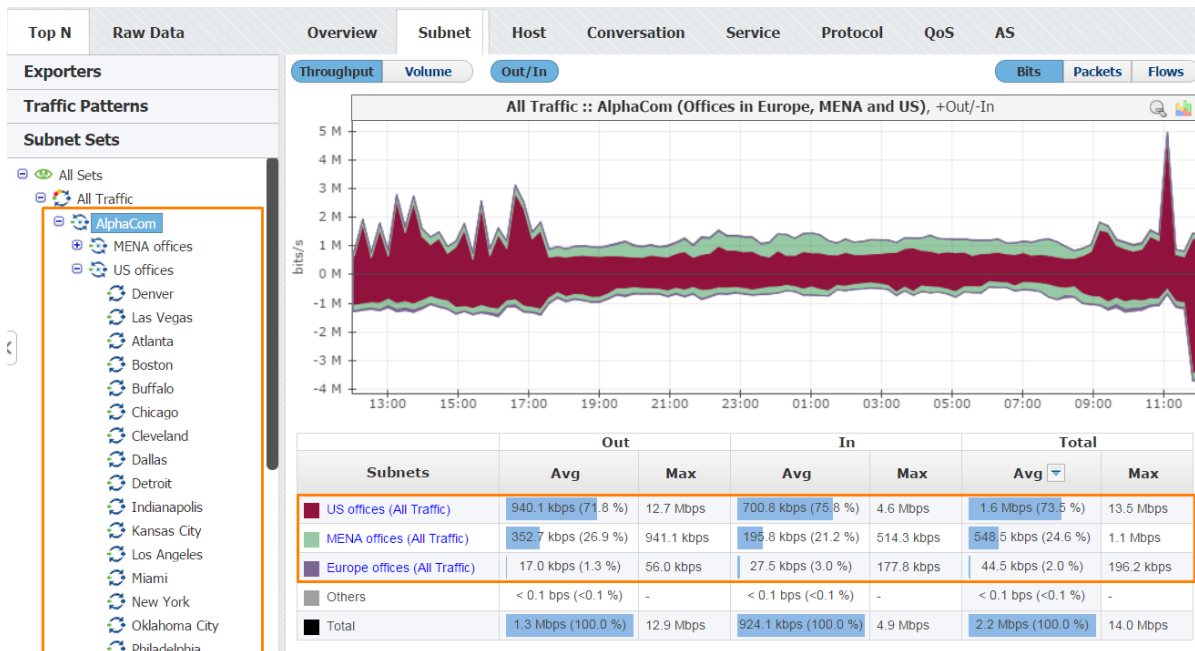 Top N Raw Data Overview Subnet Host Conversation Service Protocol QoS AS
Exporters
Traffic Patterns
Subnet Sets
All Sets
All Traffic
AlphaCom
MENA offices
US offices
Denver
Las Vegas
Atlanta
Boston
Buffalo
Chicago
Cleveland
Dallas
Detroit
Indianapolis
Kansas City
Los Angeles
Miami
New York
Oklahoma City
Philadelphia
Throughput Volume Out/In Bits Packets Flows
All Traffic :: AlphaCom (Offices in Europe, MENA and US), +Out/-In
bits/s
5 M
4 M
3 M
2 M
1 M
0 M
-1 M
-2 M
-3 M
-4 M
13:00 15:00 17:00 19:00 21:00 23:00 01:00 03:00 05:00 07:00 09:00 11:00
Out In Total
Subnets Avg Max Avg Max Avg Max
US offices (All Traffic) 940.1 kbps (71.8 %) 12.7 Mbps 700.8 kbps (75.8 %) 4.6 Mbps 1.6 Mbps (73.5 %) 13.5 Mbps
MENA offices (All Traffic) 352.7 kbps (26.9 %) 941.1 kbps 195.8 kbps (21.2 %) 514.3 kbps 548.5 kbps (24.6 %) 1.1 Mbps
Europe offices (All Traffic) 17.0 kbps (1.3 %) 56.0 kbps 27.5 kbps (3.0 %) 177.8 kbps 44.5 kbps (2.0 %) 196.2 kbps
Others < 0.1 bps (<0.1 %) - < 0.1 bps (<0.1 %) - < 0.1 bps (<0.1 %) -
Total 1.3 Mbps (100.0 %) 12.9 Mbps 924.1 kbps (100.0 %) 4.9 Mbps 2.2 Mbps (100.0 %) 14.0 Mbps